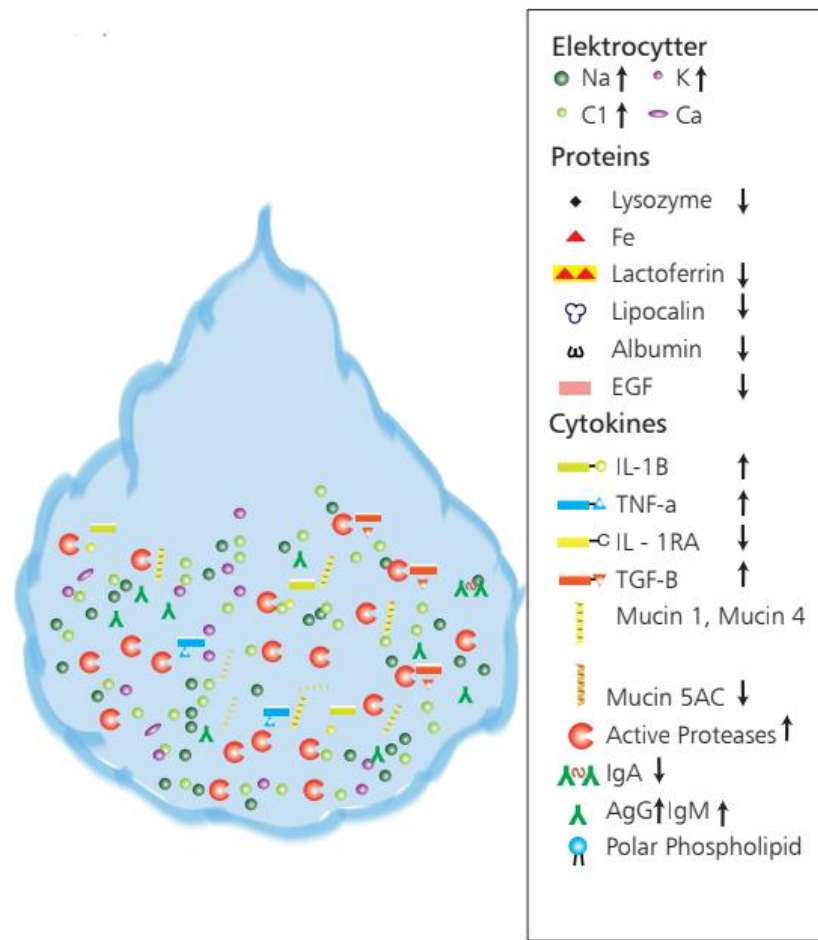 Elektrocytter
Na ↑ K ↑
C1 ↑ Ca
Proteins
Lysozyme ↓
Fe
Lactoferrin ↓
Lipocalin ↓
Albumin ↓
EGF ↓
Cytokines
IL-1B ↑
TNF-a ↑
IL - 1RA ↓
TGF-B ↑
Mucin 1, Mucin 4
Mucin 5AC ↓
Active Proteases ↑
IgA ↓
AgG ↑ IgM ↑
Polar Phospholipid